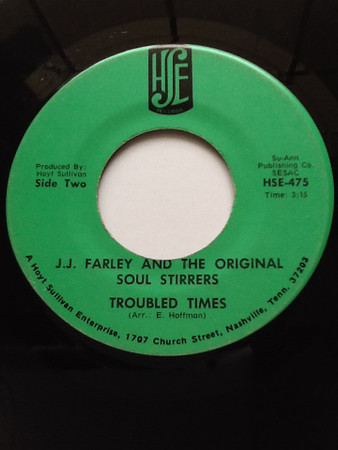 HSE
RECORDS
Produced By:
Hoyt Sullivan
Side Two
Su-Ann
Publishing Co.
SESAC
HSE-475
Time: 3:15
J.J. FARLEY AND THE ORIGINAL
SOUL STIRRERS
TROUBLED TIMES
(Arr.: E. Hoffman)
A Hoyt Sullivan Enterprise, 1707 Church Street, Nashville, Tenn. 37203